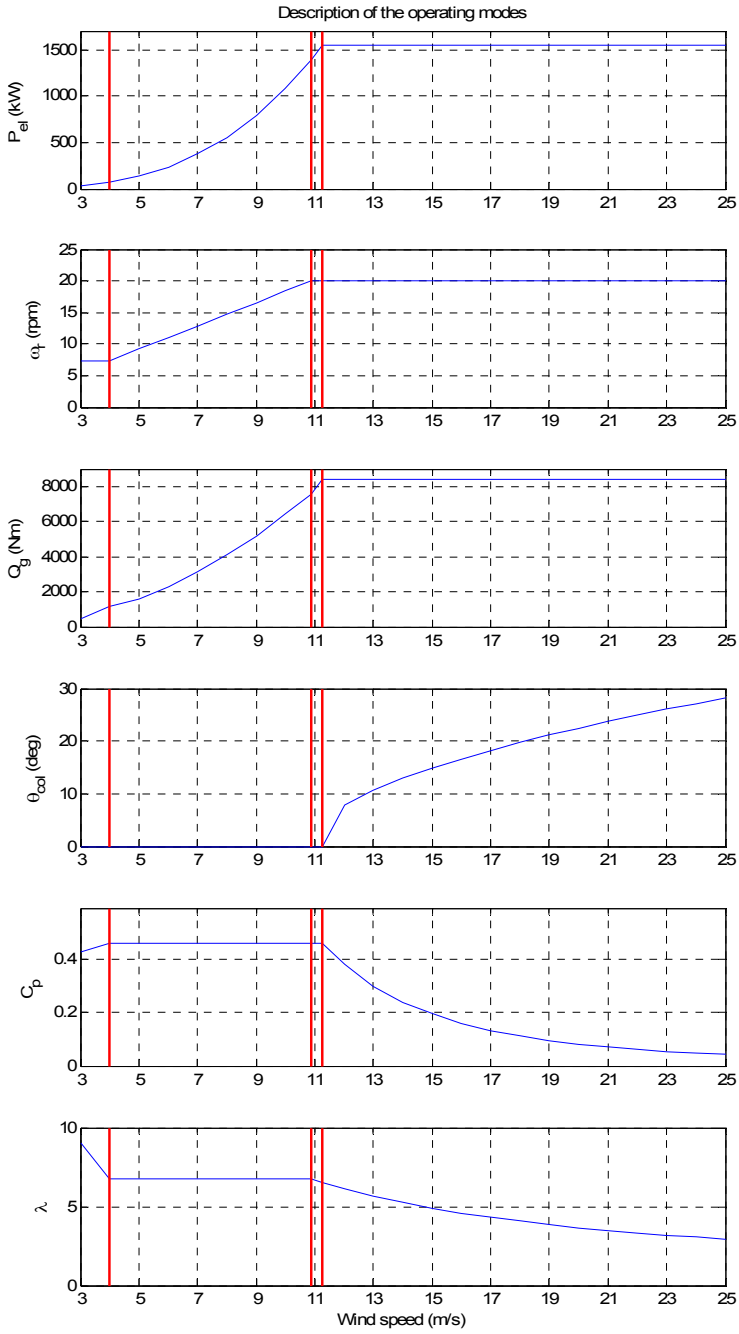 Description of the operating modes
P_el (kW)
1500
1000
500
0
3 5 7 9 11 13 15 17 19 21 23 25
ω_r (rpm)
25
20
15
10
5
0
3 5 7 9 11 13 15 17 19 21 23 25
Q_g (Nm)
8000
6000
4000
2000
0
3 5 7 9 11 13 15 17 19 21 23 25
θ_col (deg)
30
20
10
0
3 5 7 9 11 13 15 17 19 21 23 25
C_p
0.4
0.2
0
3 5 7 9 11 13 15 17 19 21 23 25
λ
10
5
0
3 5 7 9 11 13 15 17 19 21 23 25
Wind speed (m/s)